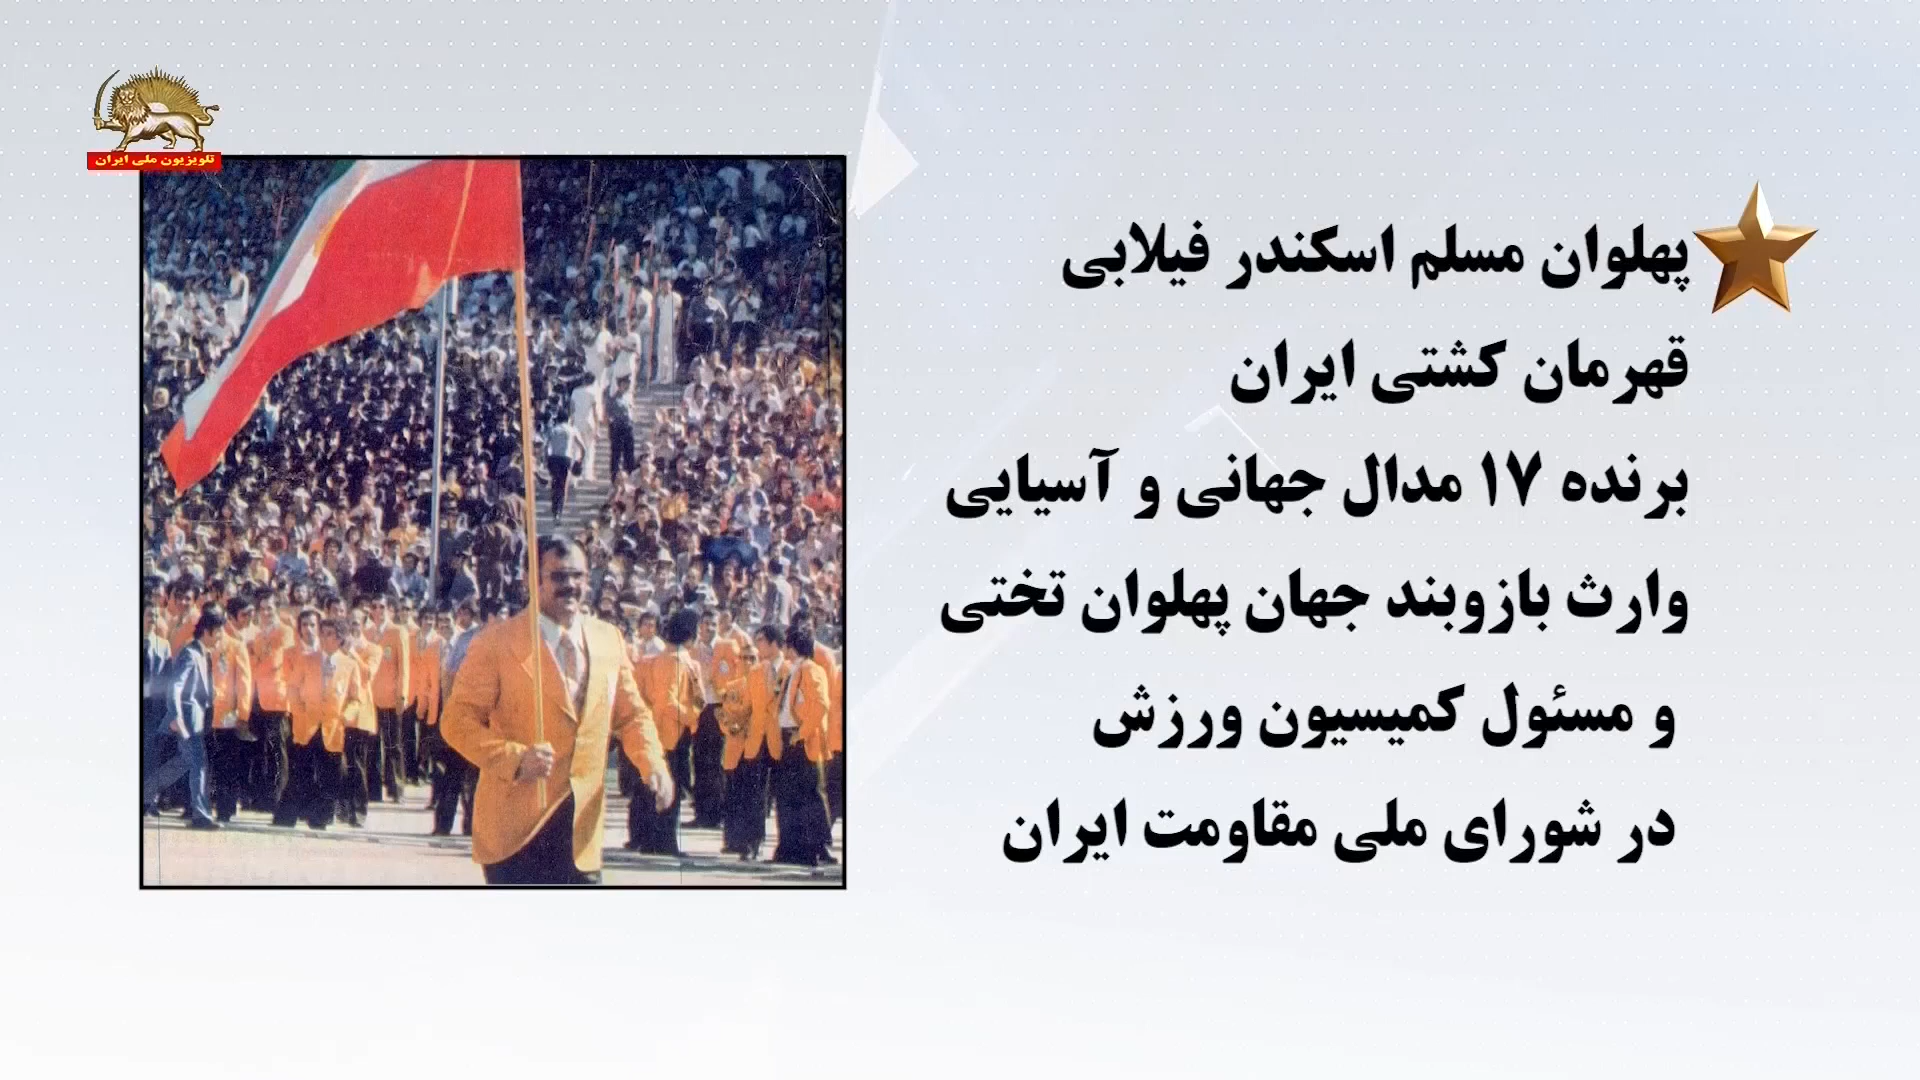 تلویزیون ملی ایران
پهلوان مسلم اسکندر فیلابی
قهرمان کشتی ایران
برنده ۱۷ مدال جهانی و آسیایی
وارث بازوبند جهان پهلوان تختی
و مسئول کمیسیون ورزش
در شورای ملی مقاومت ایران